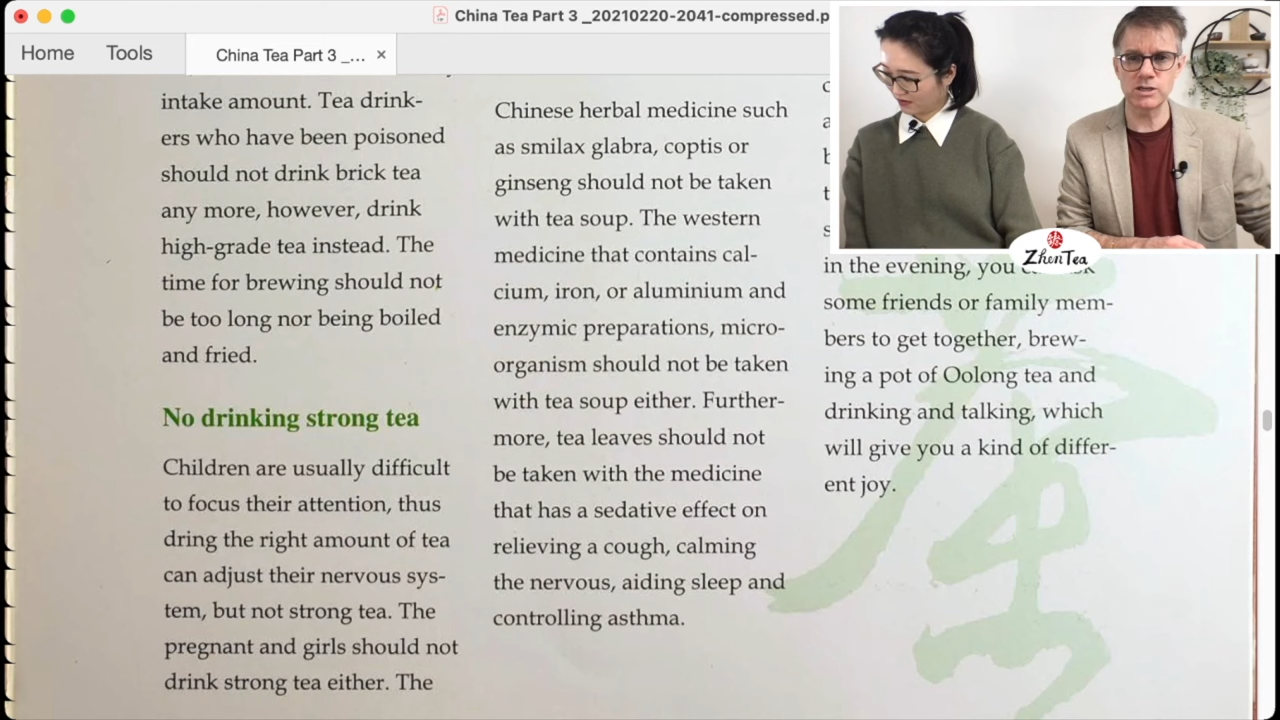 China Tea Part 3 _20210220-2041-compressed.p
Home
Tools
China Tea Part 3 _... ×
intake amount. Tea drink-
ers who have been poisoned
should not drink brick tea
any more, however, drink
high-grade tea instead. The
time for brewing should not
be too long nor being boiled
and fried.
No drinking strong tea
Children are usually difficult
to focus their attention, thus
dring the right amount of tea
can adjust their nervous sys-
tem, but not strong tea. The
pregnant and girls should not
drink strong tea either. The
Chinese herbal medicine such
as smilax glabra, coptis or
ginseng should not be taken
with tea soup. The western
medicine that contains cal-
cium, iron, or aluminium and
enzymic preparations, micro-
organism should not be taken
with tea soup either. Further-
more, tea leaves should not
be taken with the medicine
that has a sedative effect on
relieving a cough, calming
the nervous, aiding sleep and
controlling asthma.
in the evening, you
some friends or family mem-
bers to get together, brew-
ing a pot of Oolong tea and
drinking and talking, which
will give you a kind of differ-
ent joy.
ZhenTea
茶